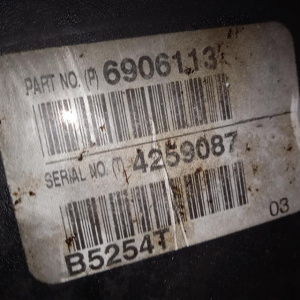 PART NO. (P) 6906113
SERIAL NO. (T) 4259087
B5254T
03